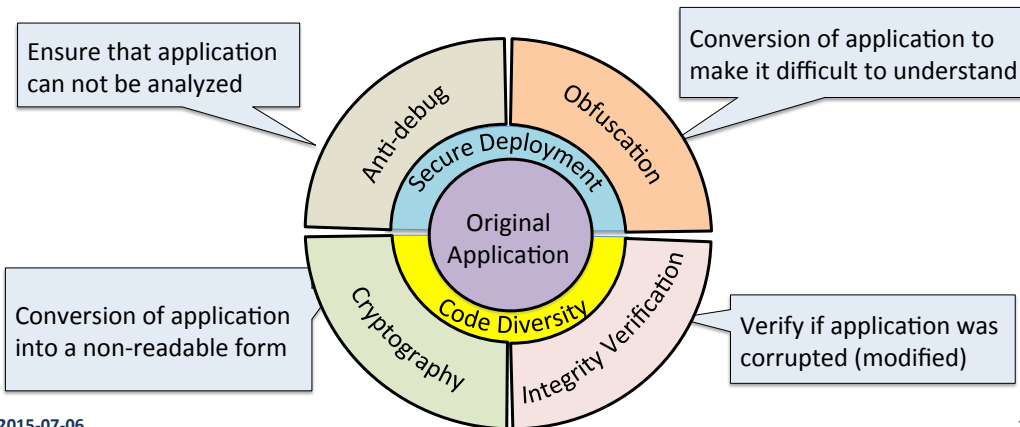 Ensure that application
can not be analyzed
Conversion of application to
make it difficult to understand
Anti-debug
Obfuscation
Secure Deployment
Original
Application
Code Diversity
Cryptography
Integrity Verification
Conversion of application
into a non-readable form
Verify if application was
corrupted (modified)
2015-07-06